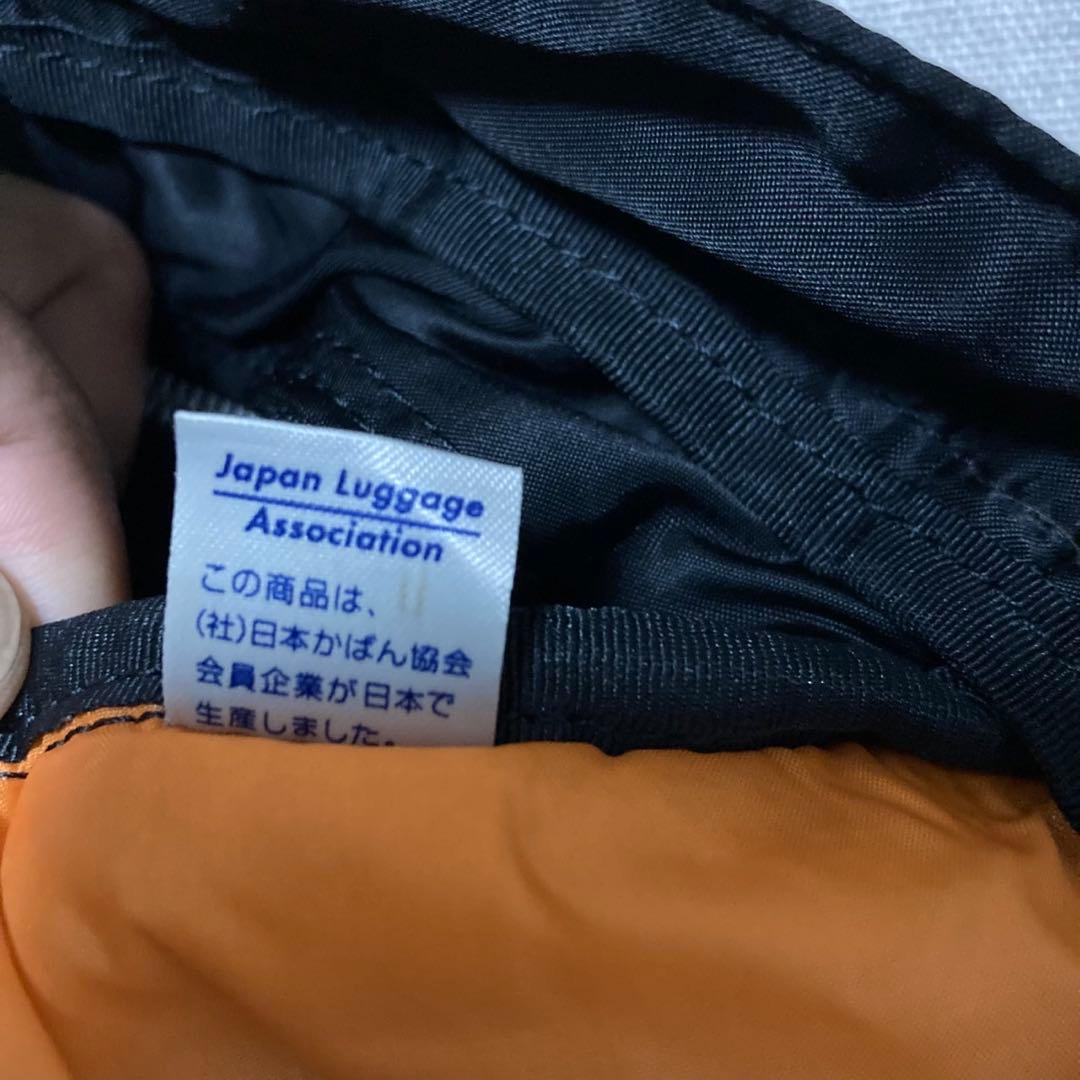 Japan Luggage
Association
この商品は、
(社)日本かばん協会
会員企業が日本で
生産しました。